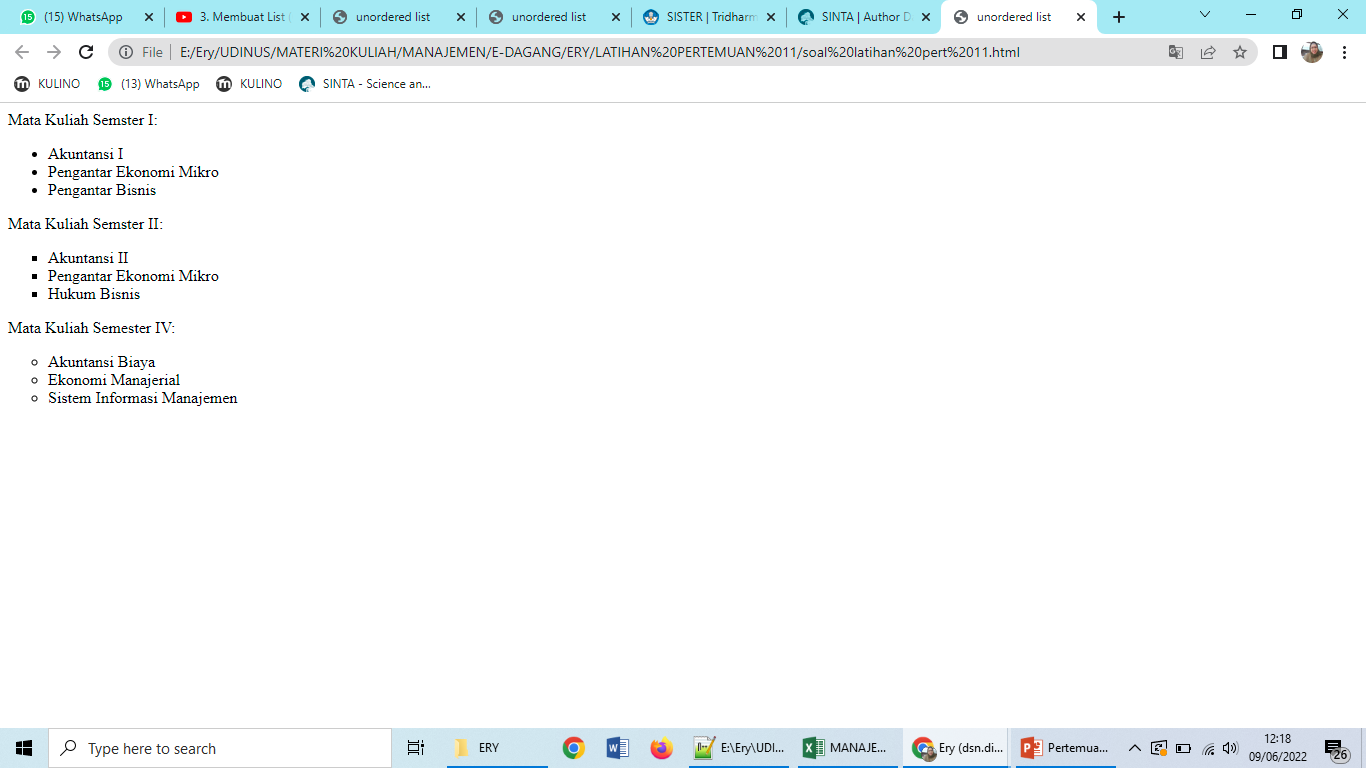 (15) WhatsApp
3. Membuat List (
unordered list
unordered list
SISTER | Tridharm
SINTA | Author D
unordered list
File | E:/Ery/UDINUS/MATERI%20KULIAH/MANAJEMEN/E-DAGANG/ERY/LATIHAN%20PERTEMUAN%2011/soal%20latihan%20pert%2011.html
KULINO
(13) WhatsApp
KULINO
SINTA - Science an...
Mata Kuliah Semster I:
Akuntansi I
Pengantar Ekonomi Mikro
Pengantar Bisnis
Mata Kuliah Semster II:
Akuntansi II
Pengantar Ekonomi Mikro
Hukum Bisnis
Mata Kuliah Semester IV:
Akuntansi Biaya
Ekonomi Manajerial
Sistem Informasi Manajemen
Type here to search
ERY
E:\Ery\UDI...
MANAJE...
Ery (dsn.di...
Pertemua...
12:18
09/06/2022
26